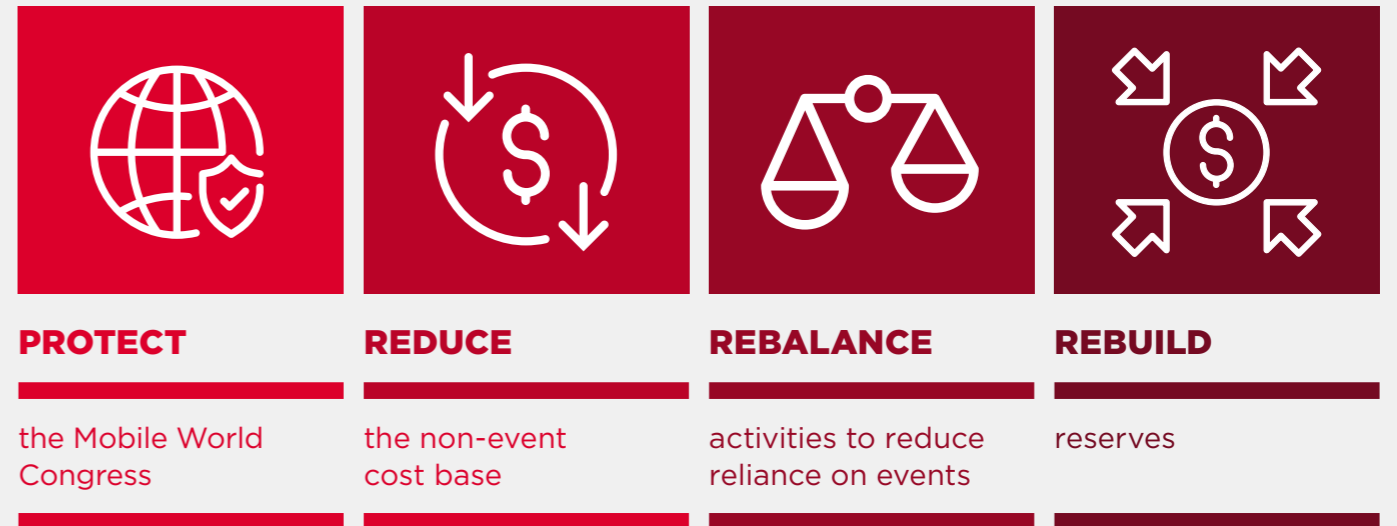 PROTECT
the Mobile World
Congress
REDUCE
the non-event
cost base
REBALANCE
activities to reduce
reliance on events
REBUILD
reserves